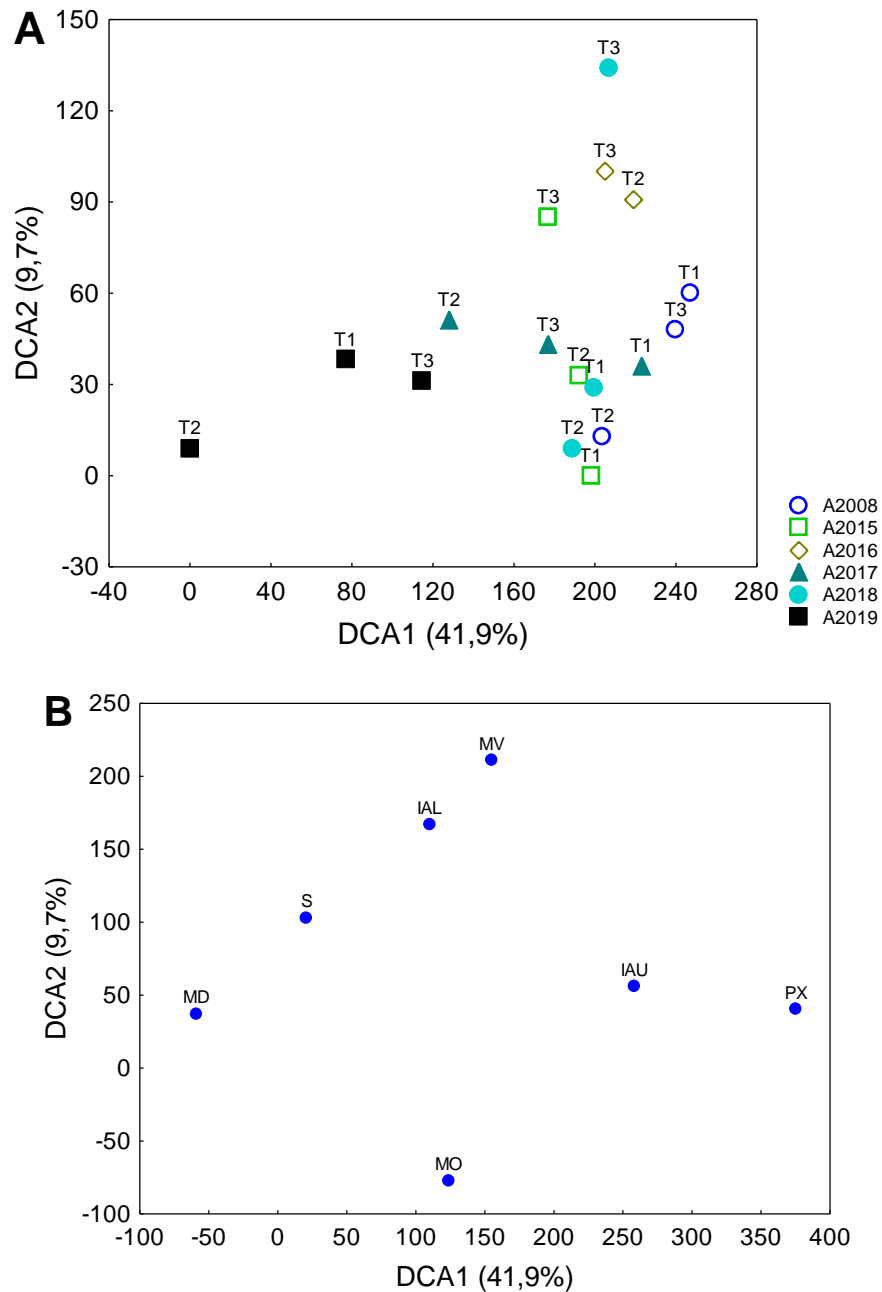 A
150
120
90
60
30
0
-30
DCA2 (9,7%)
T3
T3
T2
T3
T1
T3
T2
T3
T1
T1
T3
T2
T1
T2
T2
T2
T1
-40
0
40
80
120
160
200
240
280
DCA1 (41,9%)
A2008
A2015
A2016
A2017
A2018
A2019
B
250
200
150
100
50
0
-50
-100
DCA2 (9,7%)
MV
IAL
S
IAU
MD
PX
MO
-100
-50
0
50
100
150
200
250
300
350
400
DCA1 (41,9%)